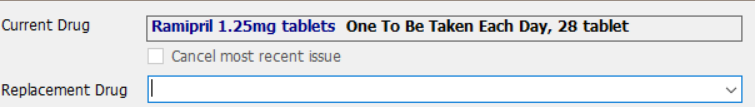 Current Drug Ramipril 1.25mg tablets One To Be Taken Each Day, 28 tablet
Cancel most recent issue
Replacement Drug